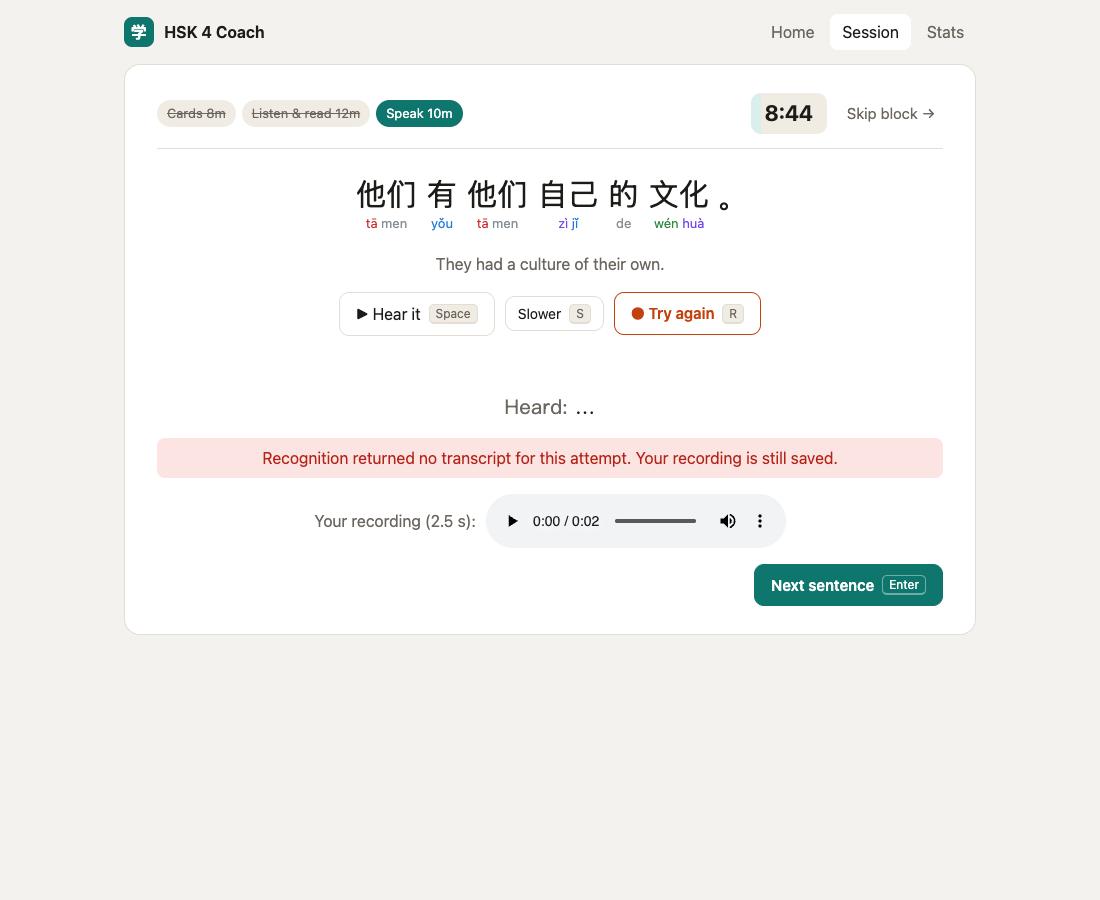 学 HSK 4 Coach Home Session Stats
Cards 8m Listen & read 12m Speak 10m 8:44 Skip block →
他们 有 他们 自己 的 文化 。
tā men yǒu tā men zì jǐ de wén huà
They had a culture of their own.
Hear it Space Slower S Try again R
Heard: ...
Recognition returned no transcript for this attempt. Your recording is still saved.
Your recording (2.5 s): 0:00 / 0:02
Next sentence Enter